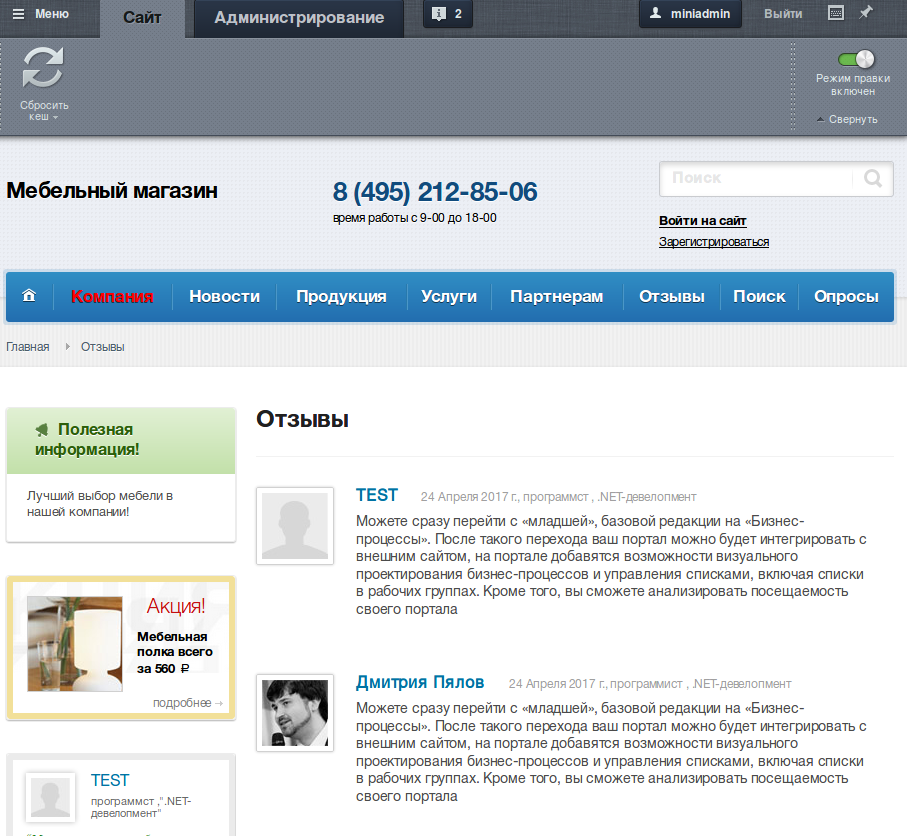 Меню
Сайт
Администрирование
2
miniadmin
Выйти
Сбросить
кеш
Режим правки
включен
Свернуть
Мебельный магазин
8 (495) 212-85-06
время работы с 9-00 до 18-00
Поиск
Войти на сайт
Зарегистрироваться
Компания Новости Продукция Услуги Партнерам Отзывы Поиск Опросы
Главная Отзывы
Полезная
информация!
Лучший выбор мебели в
нашей компании!
Акция!
Мебельная
полка всего
за 560 ₽
подробнее →
TEST
программст ,".NET-
девелопмент"
Отзывы
TEST 24 Апреля 2017 г., программст , .NET-девелопмент
Можете сразу перейти с «младшей», базовой редакции на «Бизнес-
процессы». После такого перехода ваш портал можно будет интегрировать с
внешним сайтом, на портале добавятся возможности визуального
проектирования бизнес-процессов и управления списками, включая списки
в рабочих группах. Кроме того, вы сможете анализировать посещаемость
своего портала
Дмитрия Пялов 24 Апреля 2017 г., программист , .NET-девелопмент
Можете сразу перейти с «младшей», базовой редакции на «Бизнес-
процессы». После такого перехода ваш портал можно будет интегрировать с
внешним сайтом, на портале добавятся возможности визуального
проектирования бизнес-процессов и управления списками, включая списки
в рабочих группах. Кроме того, вы сможете анализировать посещаемость
своего портала